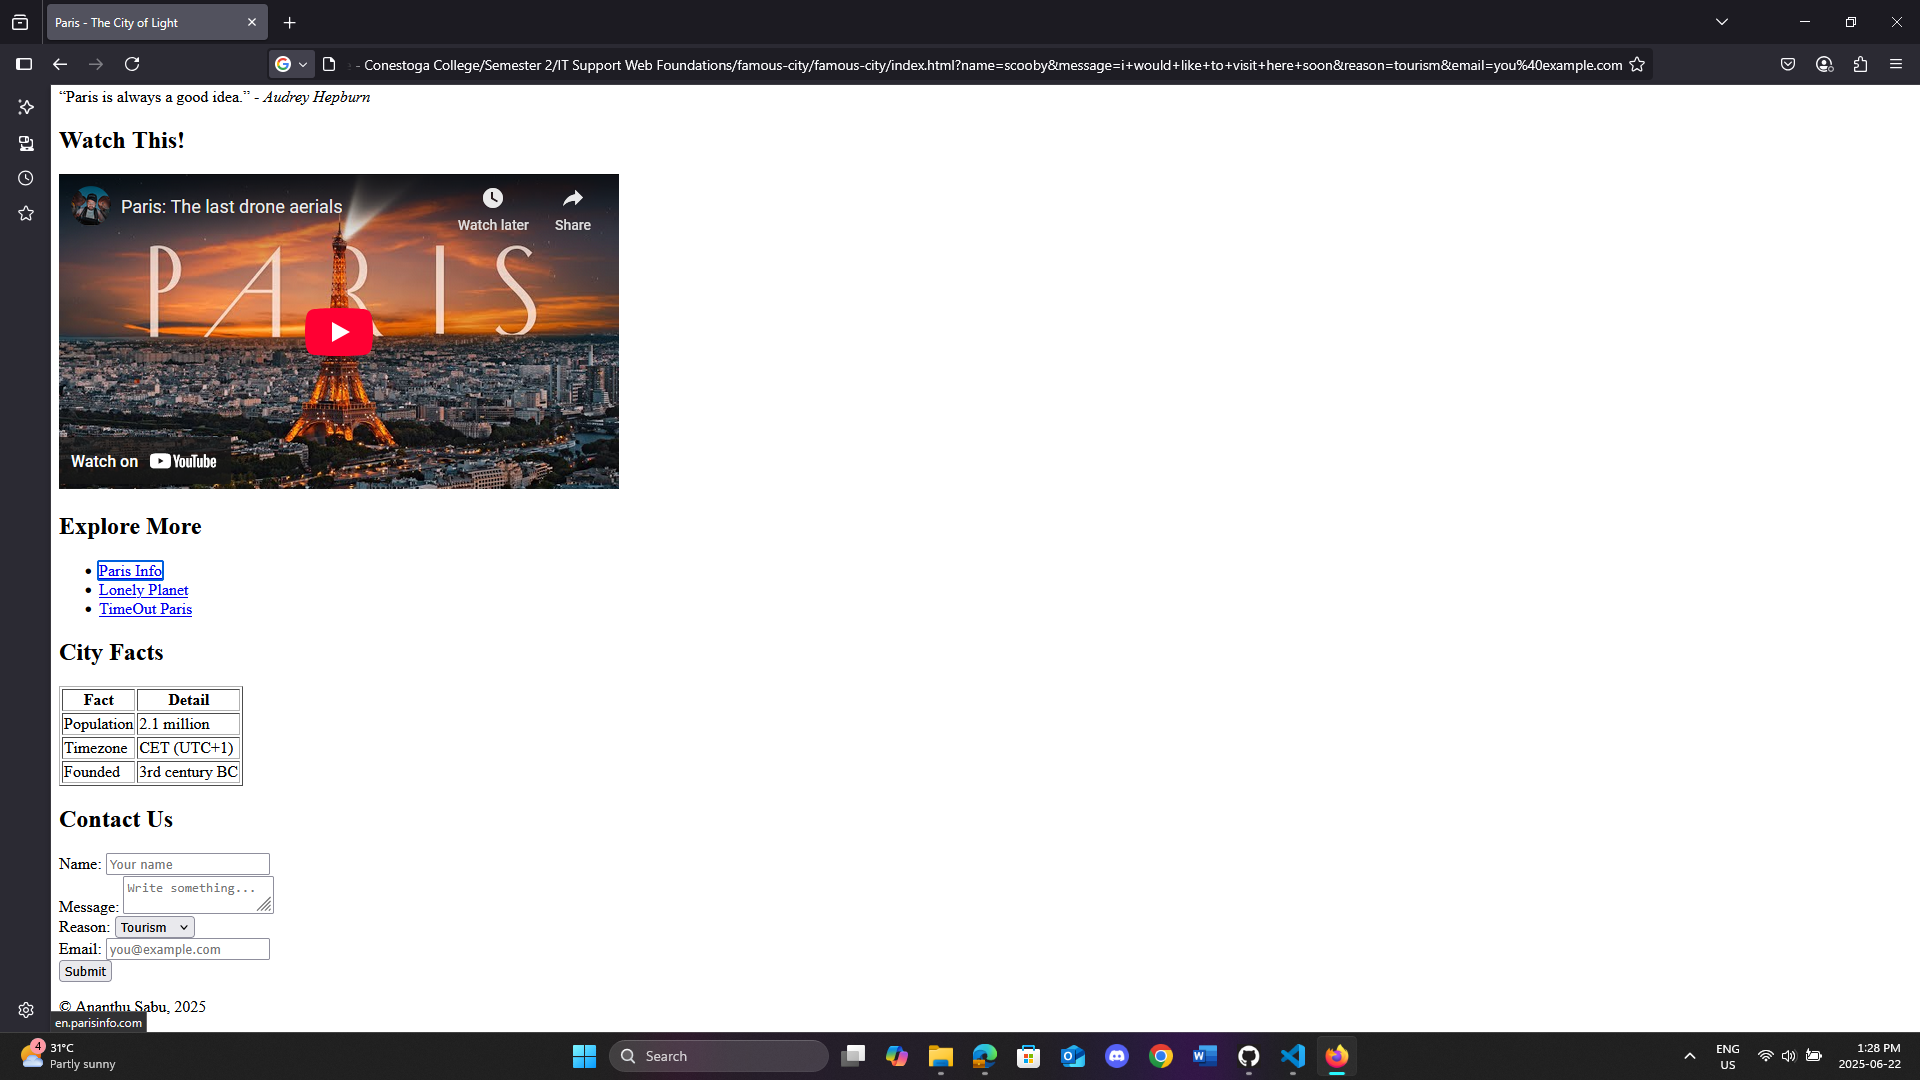 Paris - The City of Light
- Conestoga College/Semester 2/IT Support Web Foundations/famous-city/famous-city/index.html?name=scooby&message=i+would+like+to+visit+here+soon&reason=tourism&email=you%40example.com
“Paris is always a good idea.” - Audrey Hepburn
Watch This!
Paris: The last drone aerials
Watch later
Share
PARIS
Watch on YouTube
Explore More
Paris Info
Lonely Planet
TimeOut Paris
City Facts
Fact Detail
Population 2.1 million
Timezone CET (UTC+1)
Founded 3rd century BC
Contact Us
Name: Your name
Message: Write something...
Reason: Tourism
Email: you@example.com
Submit
© Ananthu Sabu, 2025
en.parisinfo.com
4
31°C
Partly sunny
Search
ENG
US
1:28 PM
2025-06-22